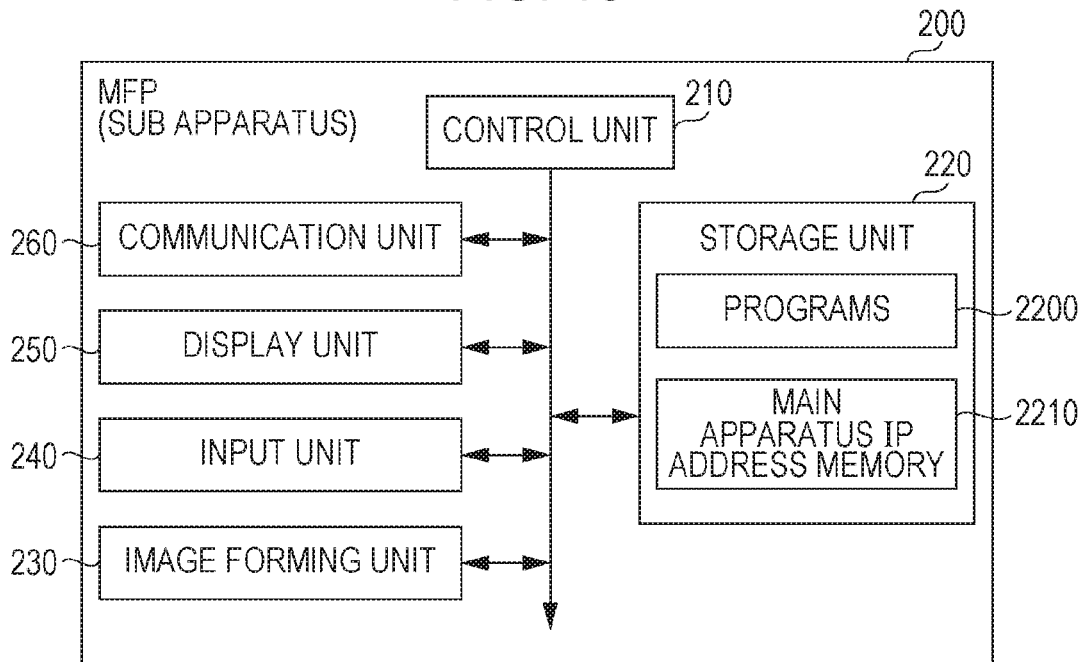 200
MFP
(SUB APPARATUS)
210
CONTROL UNIT
220
260
COMMUNICATION UNIT
STORAGE UNIT
PROGRAMS
2200
250
DISPLAY UNIT
MAIN
APPARATUS IP
ADDRESS MEMORY
2210
240
INPUT UNIT
230
IMAGE FORMING UNIT